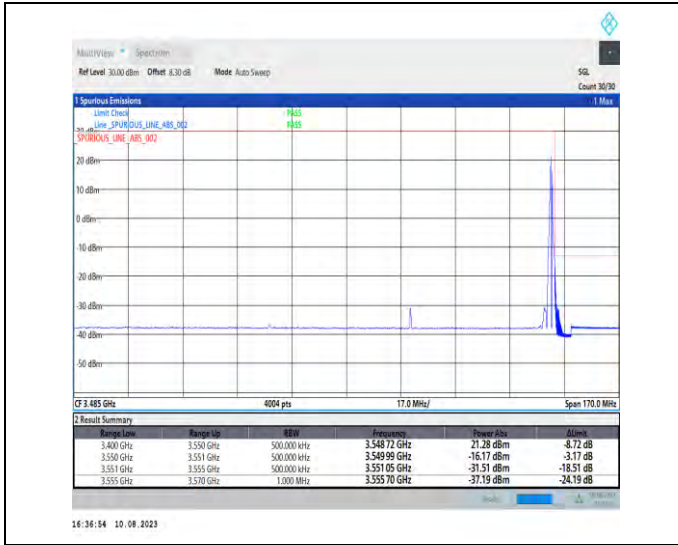 MultiView Spectrum
Ref Level 30.00 dBm Offset 8.30 dB Mode Auto Sweep SGL
Count 30/30
1 Spurious Emissions 1 Max
Limit Check PASS
Line _SPURIOUS_LINE_ABS_002 PASS
30 dBm
_SPURIOUS_LINE_ABS_002
20 dBm
10 dBm
0 dBm
-10 dBm
-20 dBm
-30 dBm
-40 dBm
-50 dBm
CF 3.485 GHz 4004 pts 17.0 MHz/ Span 170.0 MHz
2 Result Summary
Range Low Range Up RBW Frequency Power Abs ΔLimit
3.400 GHz 3.550 GHz 500.000 kHz 3.548 72 GHz 21.28 dBm -8.72 dB
3.550 GHz 3.551 GHz 500.000 kHz 3.549 99 GHz -16.17 dBm -3.17 dB
3.551 GHz 3.555 GHz 500.000 kHz 3.551 05 GHz -31.51 dBm -18.51 dB
3.555 GHz 3.570 GHz 1.000 MHz 3.555 70 GHz -37.19 dBm -24.19 dB
16:36:54 10.08.2023